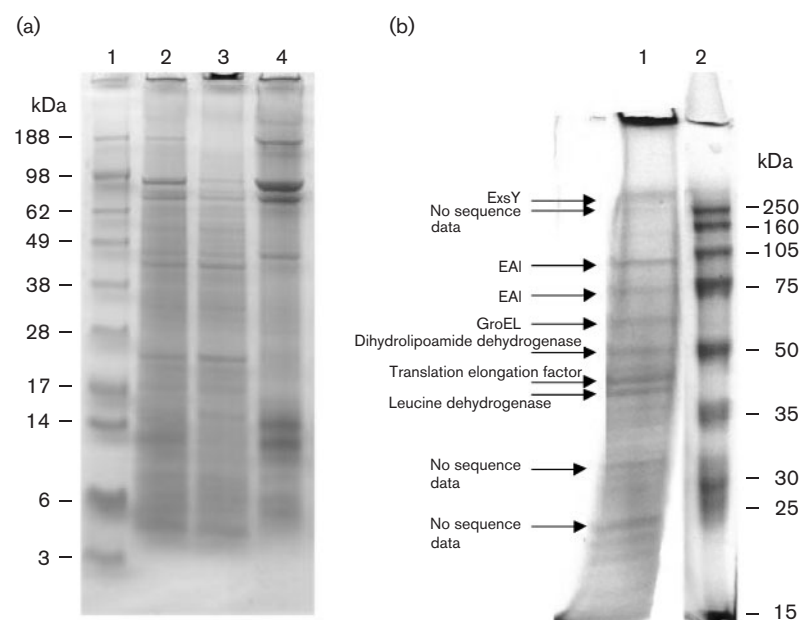 (a)
1 2 3 4
kDa
188
98
62
49
38
28
17
14
6
3
(b)
1 2
kDa
ExsY
No sequence
data
EAI
EAI
GroEL
Dihydrolipoamide dehydrogenase
Translation elongation factor
Leucine dehydrogenase
No sequence
data
No sequence
data
250
160
105
75
50
35
30
25
15